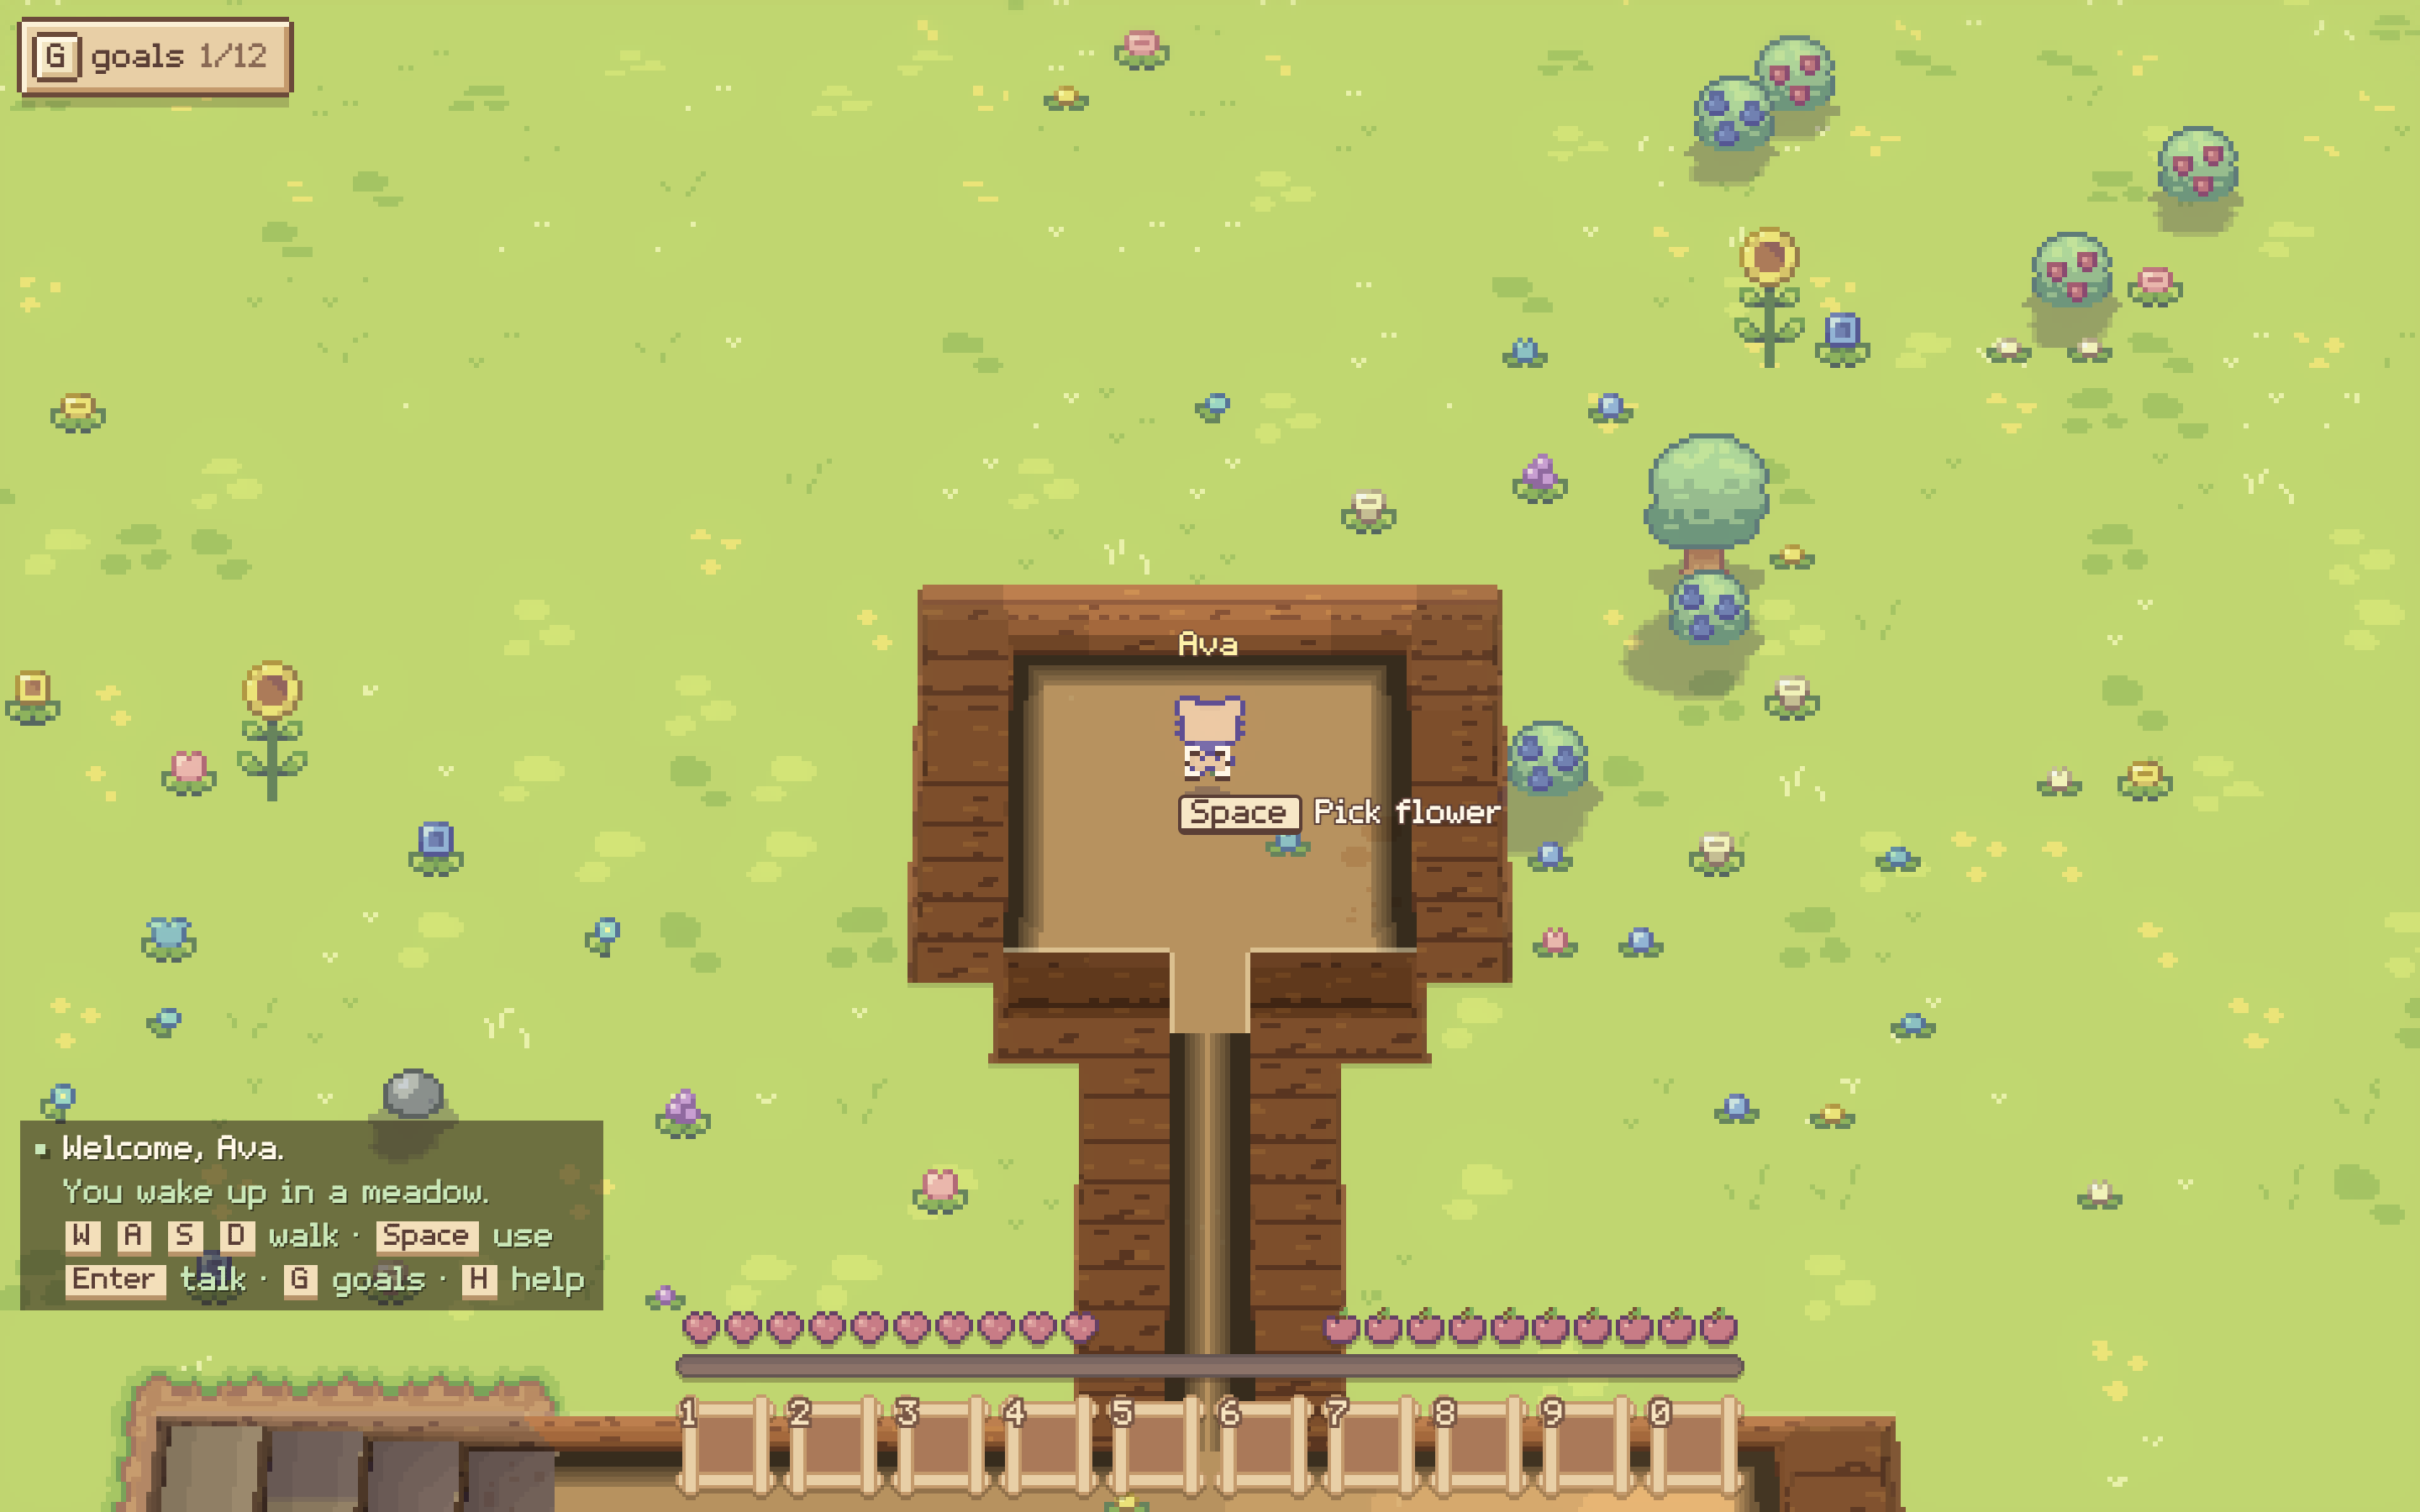 G goals 1/12
Ava
Space Pick flower
Welcome, Ava.
You wake up in a meadow.
W A S D walk · Space use
Enter talk · G goals · H help
1 2 3 4 5 6 7 8 9 0